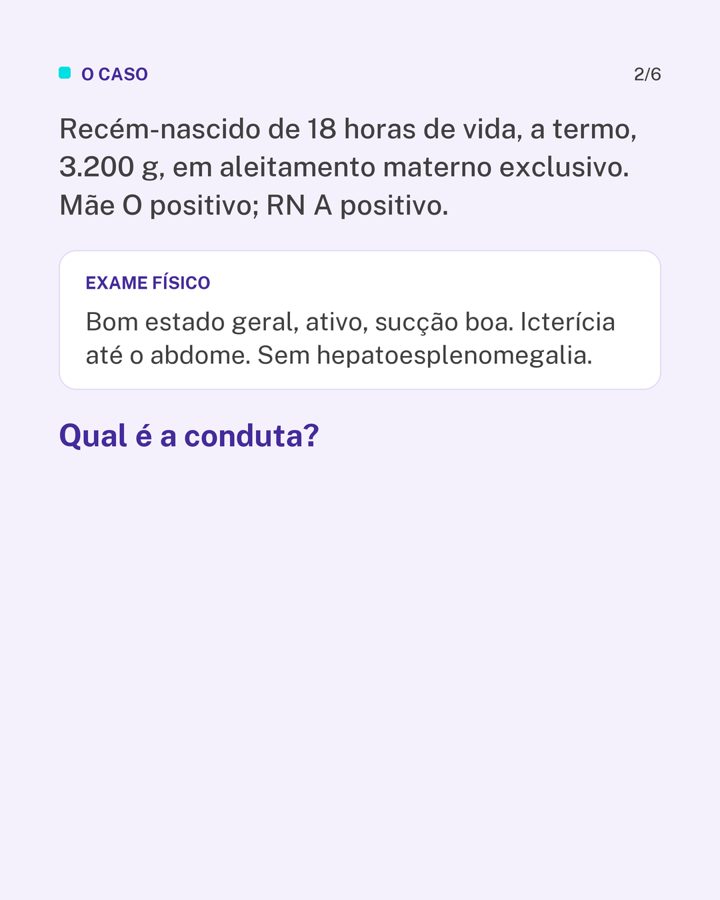 O CASO
2/6
Recém-nascido de 18 horas de vida, a termo,
3.200 g, em aleitamento materno exclusivo.
Mãe O positivo; RN A positivo.
EXAME FÍSICO
Bom estado geral, ativo, sucção boa. Icterícia
até o abdome. Sem hepatoesplenomegalia.
Qual é a conduta?